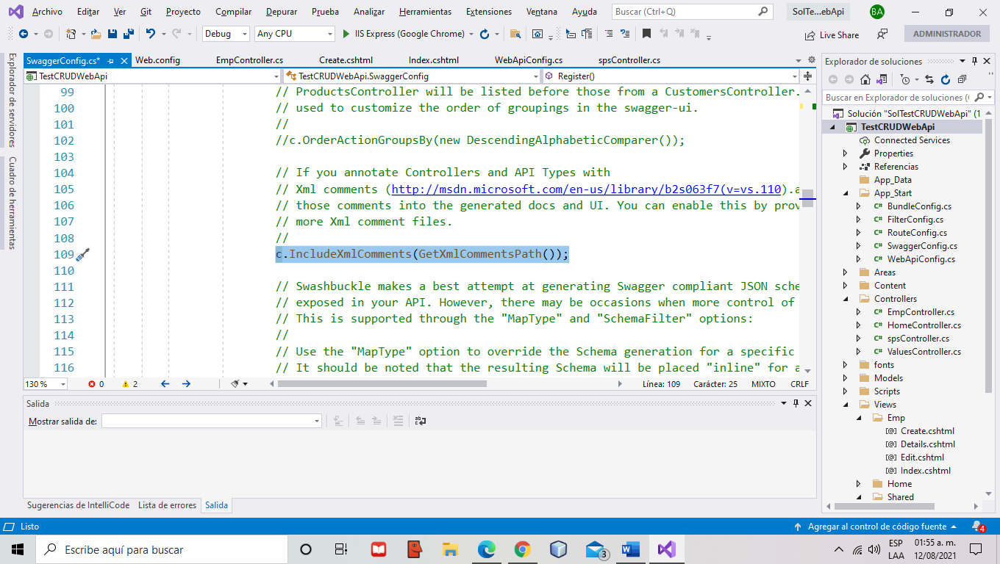 Archivo Editar Ver Git Proyecto Compilar Depurar Prueba Analizar Herramientas Extensiones Ventana Ayuda Buscar (Ctrl+Q) SolTe...ebApi BA
Debug Any CPU IIS Express (Google Chrome) Live Share ADMINISTRADOR
Explorador de servidores
Cuadro de herramientas
SwaggerConfig.cs* Web.config EmpController.cs Create.cshtml Index.cshtml WebApiConfig.cs spsController.cs
TestCRUDWebApi TestCRUDWebApi.SwaggerConfig Register()
99 // ProductsController will be listed before those from a CustomersController.
100 // used to customize the order of groupings in the swagger-ui.
101 //
102 //c.OrderActionGroupsBy(new DescendingAlphabeticComparer());
103
104 // If you annotate Controllers and API Types with
105 // Xml comments (http://msdn.microsoft.com/en-us/library/b2s063f7(v=vs.110).a
106 // those comments into the generated docs and UI. You can enable this by prov
107 // more Xml comment files.
108 //
109 c.IncludeXmlComments(GetXmlCommentsPath());
110
111 // Swashbuckle makes a best attempt at generating Swagger compliant JSON sche
112 // exposed in your API. However, there may be occasions when more control of
113 // This is supported through the "MapType" and "SchemaFilter" options:
114 //
115 // Use the "MapType" option to override the Schema generation for a specific
116 // It should be noted that the resulting Schema will be placed "inline" for a
130 % 0 2 Línea: 109 Carácter: 25 MIXTO CRLF
Salida
Mostrar salida de:
Sugerencias de IntelliCode Lista de errores Salida
Explorador de soluciones
Buscar en Explorador de soluciones (
Solución "SolTestCRUDWebApi" (1
TestCRUDWebApi
Connected Services
Properties
References
App_Data
App_Start
BundleConfig.cs
FilterConfig.cs
RouteConfig.cs
SwaggerConfig.cs
WebApiConfig.cs
Areas
Content
Controllers
EmpController.cs
HomeController.cs
spsController.cs
ValuesController.cs
fonts
Models
Scripts
Views
Emp
Create.cshtml
Details.cshtml
Edit.cshtml
Index.cshtml
Home
Shared
Listo Agregar al control de código fuente 4
Escribe aquí para buscar 3 ESP 01:55 a. m.
LAA 12/08/2021